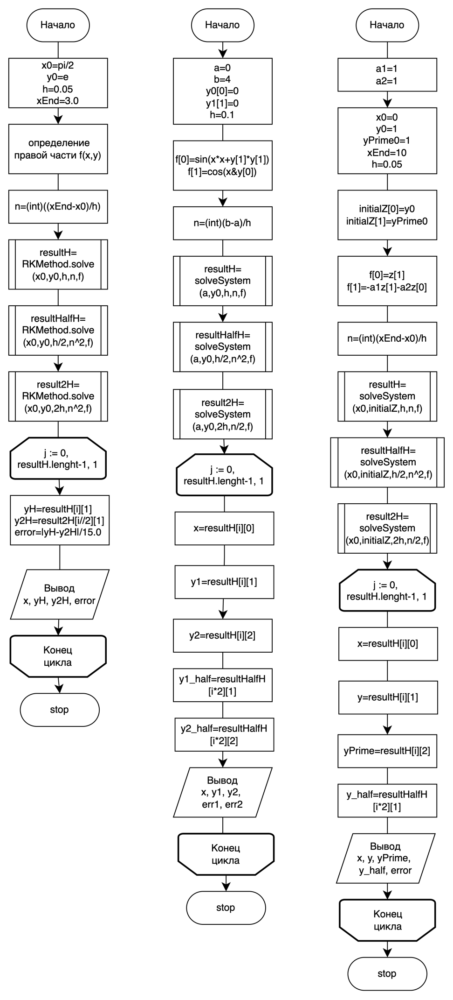 Начало
x0=pi/2
y0=e
h=0.05
xEnd=3.0
определение
правой части f(x,y)
n=(int)((xEnd-x0)/h)
resultH=
RKMethod.solve
(x0,y0,h,n,f)
resultHalfH=
RKMethod.solve
(x0,y0,h/2,n^2,f)
result2H=
RKMethod.solve
(x0,y0,2h,n^2,f)
j := 0,
resultH.lenght-1, 1
yH=resultH[i][1]
y2H=result2H[i//2][1]
error=|yH-y2H|/15.0
Вывод
x, yH, y2H, error
Конец
цикла
stop
Начало
a=0
b=4
y0[0]=0
y1[1]=0
h=0.1
f[0]=sin(x*x+y[1]*y[1])
f[1]=cos(x&y[0])
n=(int)(b-a)/h
resultH=
solveSystem
(a,y0,h,n,f)
resultHalfH=
solveSystem
(a,y0,h/2,n^2,f)
result2H=
solveSystem
(a,y0,2h,n/2,f)
j := 0,
resultH.lenght-1, 1
x=resultH[i][0]
y1=resultH[i][1]
y2=resultH[i][2]
y1_half=resultHalfH
[i*2][1]
y2_half=resultHalfH
[i*2][2]
Вывод
x, y1, y2,
err1, err2
Конец
цикла
stop
Начало
a1=1
a2=1
x0=0
y0=1
yPrime0=1
xEnd=10
h=0.05
initialZ[0]=y0
initialZ[1]=yPrime0
f[0]=z[1]
f[1]=-a1z[1]-a2z[0]
n=(int)(xEnd-x0)/h
resultH=
solveSystem
(x0,initialZ,h,n,f)
resultHalfH=
solveSystem
(x0,initialZ,h/2,n^2,f)
result2H=
solveSystem
(x0,initialZ,2h,n/2,f)
j := 0,
resultH.lenght-1, 1
x=resultH[i][0]
y=resultH[i][1]
yPrime=resultH[i][2]
y_half=resultHalfH
[i*2][1]
Вывод
x, y, yPrime,
y_half, error
Конец
цикла
stop